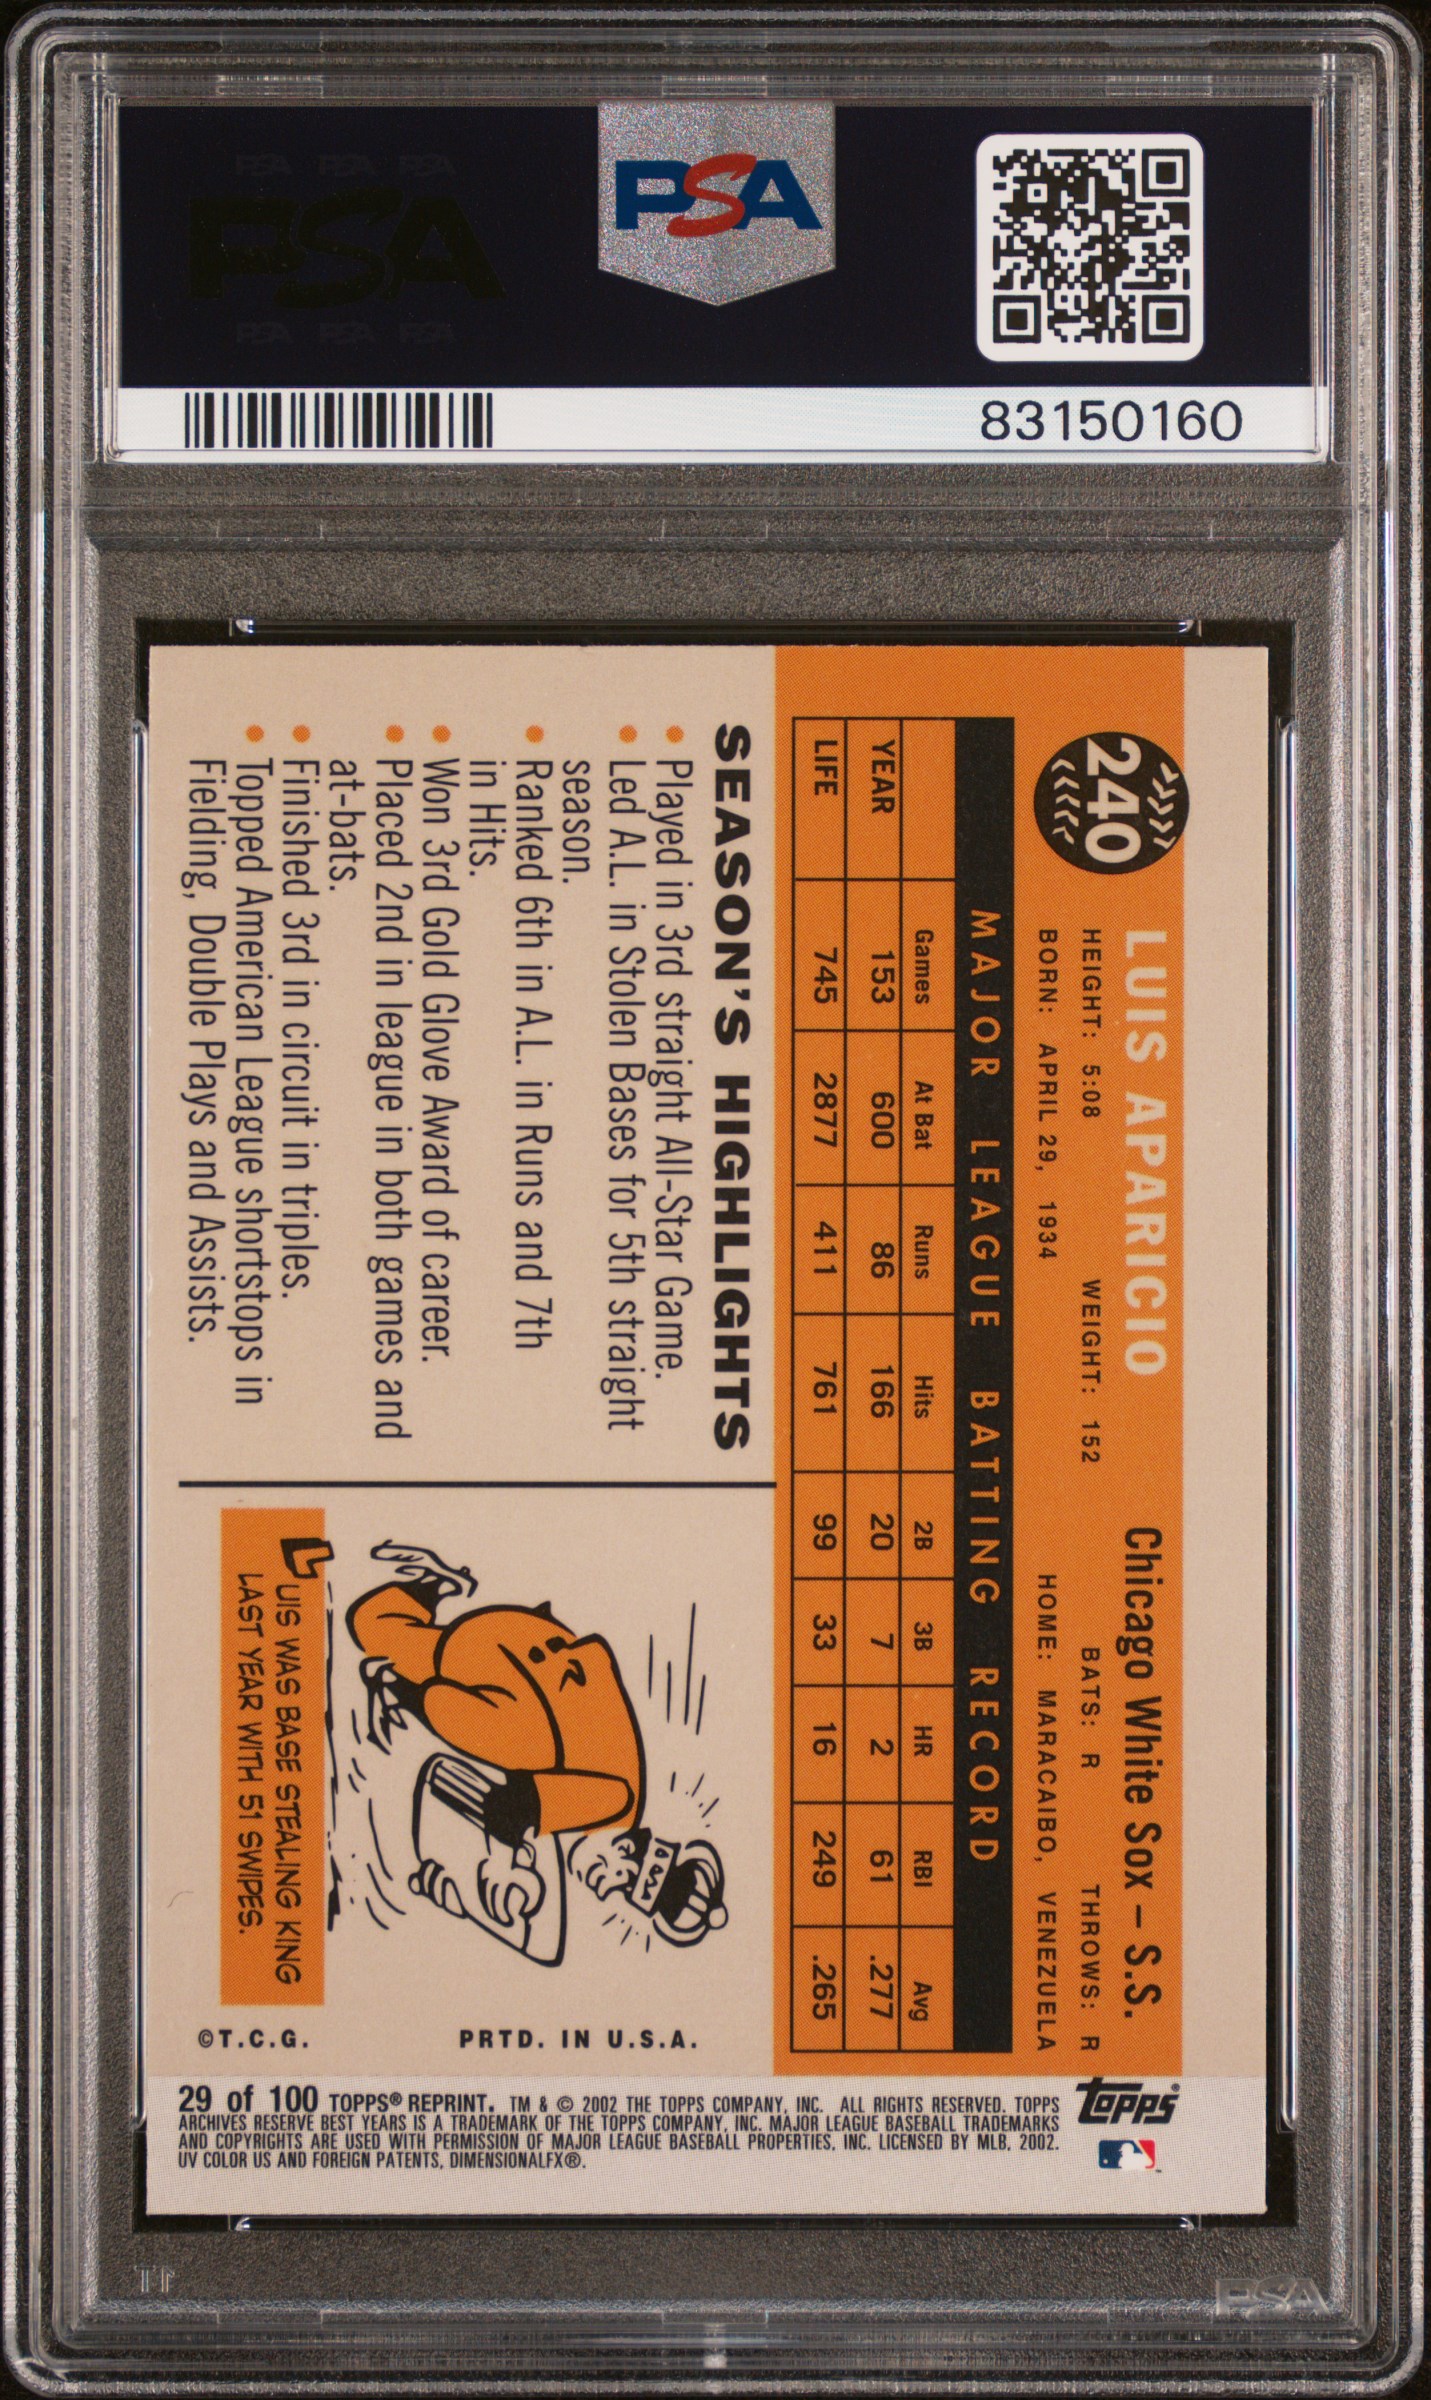 PSA PSA PSA
PSA
PSA PSA PSA
PSA
83150160
240
LUIS APARICIO Chicago White Sox – S.S.
HEIGHT: 5:08 WEIGHT: 152 BATS: R THROWS: R
BORN: APRIL 29, 1934 HOME: MARACAIBO, VENEZUELA
MAJOR LEAGUE BATTING RECORD
Games At Bat Runs Hits 2B 3B HR RBI Avg
YEAR 153 600 86 166 20 7 2 61 .277
LIFE 745 2877 411 761 99 33 16 249 .265
SEASON'S HIGHLIGHTS
• Played in 3rd straight All-Star Game.
• Led A.L. in Stolen Bases for 5th straight
season.
• Ranked 6th in A.L. in Runs and 7th
in Hits.
• Won 3rd Gold Glove Award of career.
• Placed 2nd in league in both games and
at-bats.
• Finished 3rd in circuit in triples.
• Topped American League shortstops in
Fielding, Double Plays and Assists.
LUIS WAS BASE STEALING KING
LAST YEAR WITH 51 SWIPES.
PRTD. IN U.S.A.
©T.C.G.
Topps®
29 of 100 TOPPS® REPRINT. TM & © 2002 THE TOPPS COMPANY, INC. ALL RIGHTS RESERVED. TOPPS
ARCHIVES RESERVE BEST YEARS IS A TRADEMARK OF THE TOPPS COMPANY, INC. MAJOR LEAGUE BASEBALL TRADEMARKS
AND COPYRIGHTS ARE USED WITH PERMISSION OF MAJOR LEAGUE BASEBALL PROPERTIES, INC. LICENSED BY MLB, 2002.
UV COLOR US AND FOREIGN PATENTS, DIMENSIONALFX®.
PSA